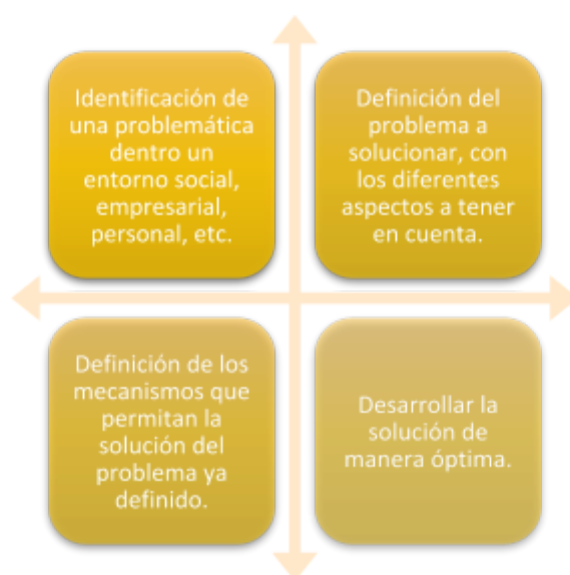 Identificación de
una problemática
dentro un
entorno social,
empresarial,
personal, etc.
Definición del
problema a
solucionar, con
los diferentes
aspectos a tener
en cuenta.
Definición de los
mecanismos que
permitan la
solución del
problema ya
definido.
Desarrollar la
solución de
manera óptima.